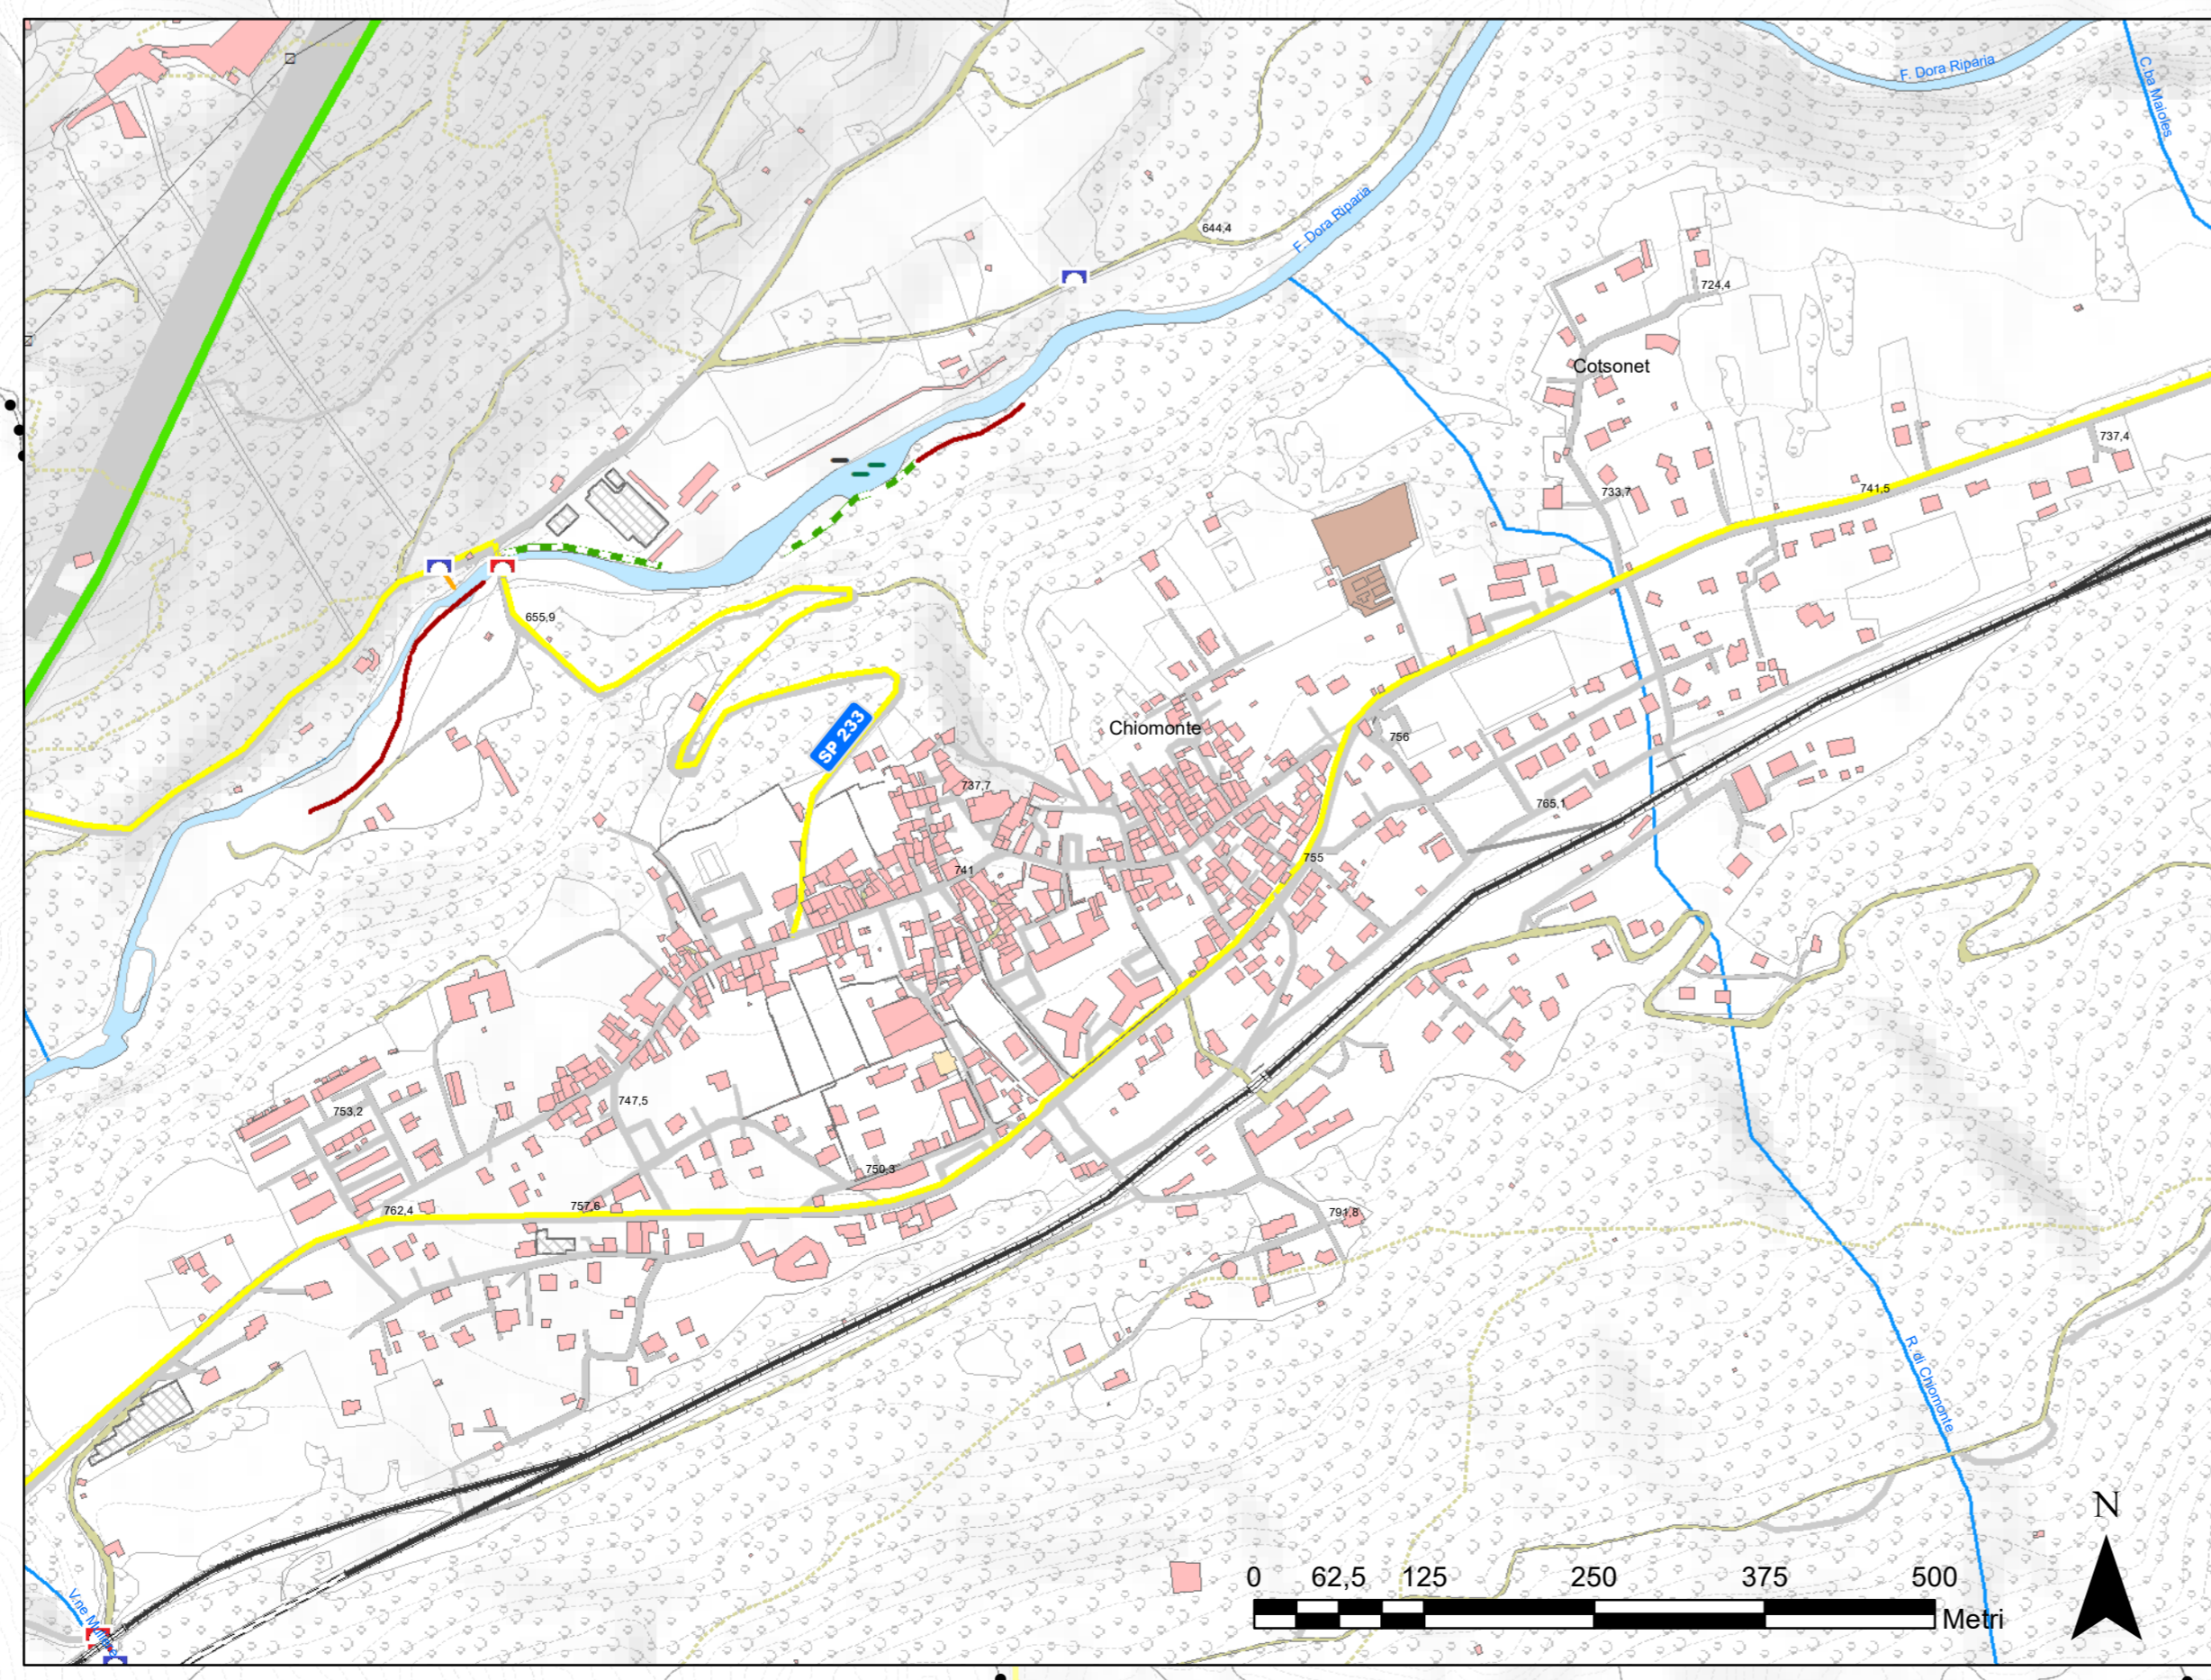 F. Dora Riparia
C.ba Maioles
F. Dora Riparia
644,4
724,4
Cotsonet
737,4
741,5
733,7
655,9
SP 233
Chiomonte
756
737,7
765,1
755
741
753,2
747,5
750,3
757,6
762,4
791,8
R. di Chiomonte
N
0 62,5 125 250 375 500
Metri
V.ne